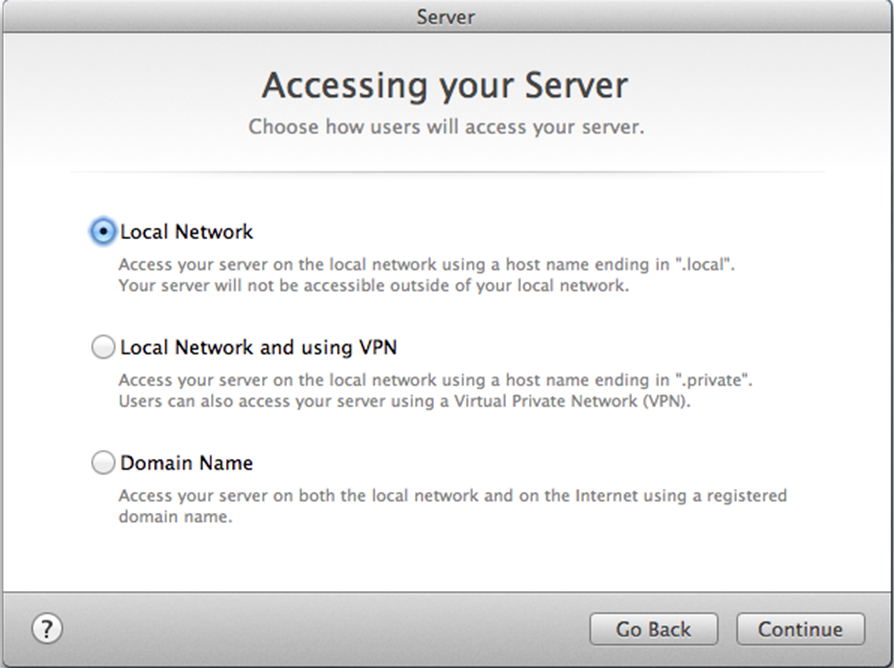 Server
Accessing your Server
Choose how users will access your server.
Local Network
Access your server on the local network using a host name ending in ".local".
Your server will not be accessible outside of your local network.
Local Network and using VPN
Access your server on the local network using a host name ending in ".private".
Users can also access your server using a Virtual Private Network (VPN).
Domain Name
Access your server on both the local network and on the Internet using a registered
domain name.
? Go Back Continue